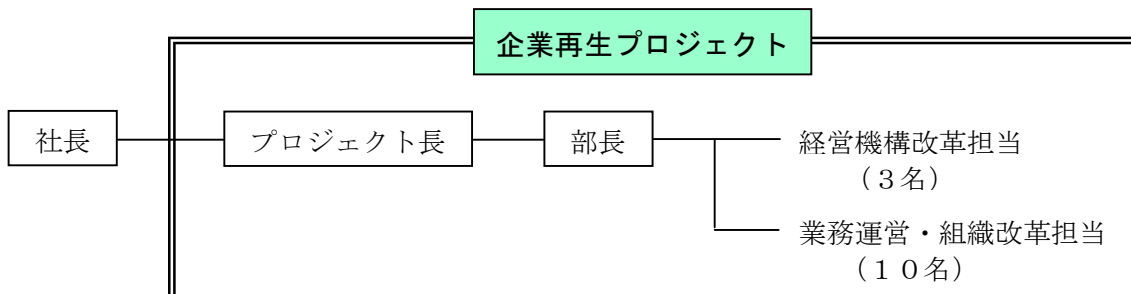 企業再生プロジェクト
社長
プロジェクト長
部長
経営機構改革担当
（３名）
業務運営・組織改革担当
（１０名）